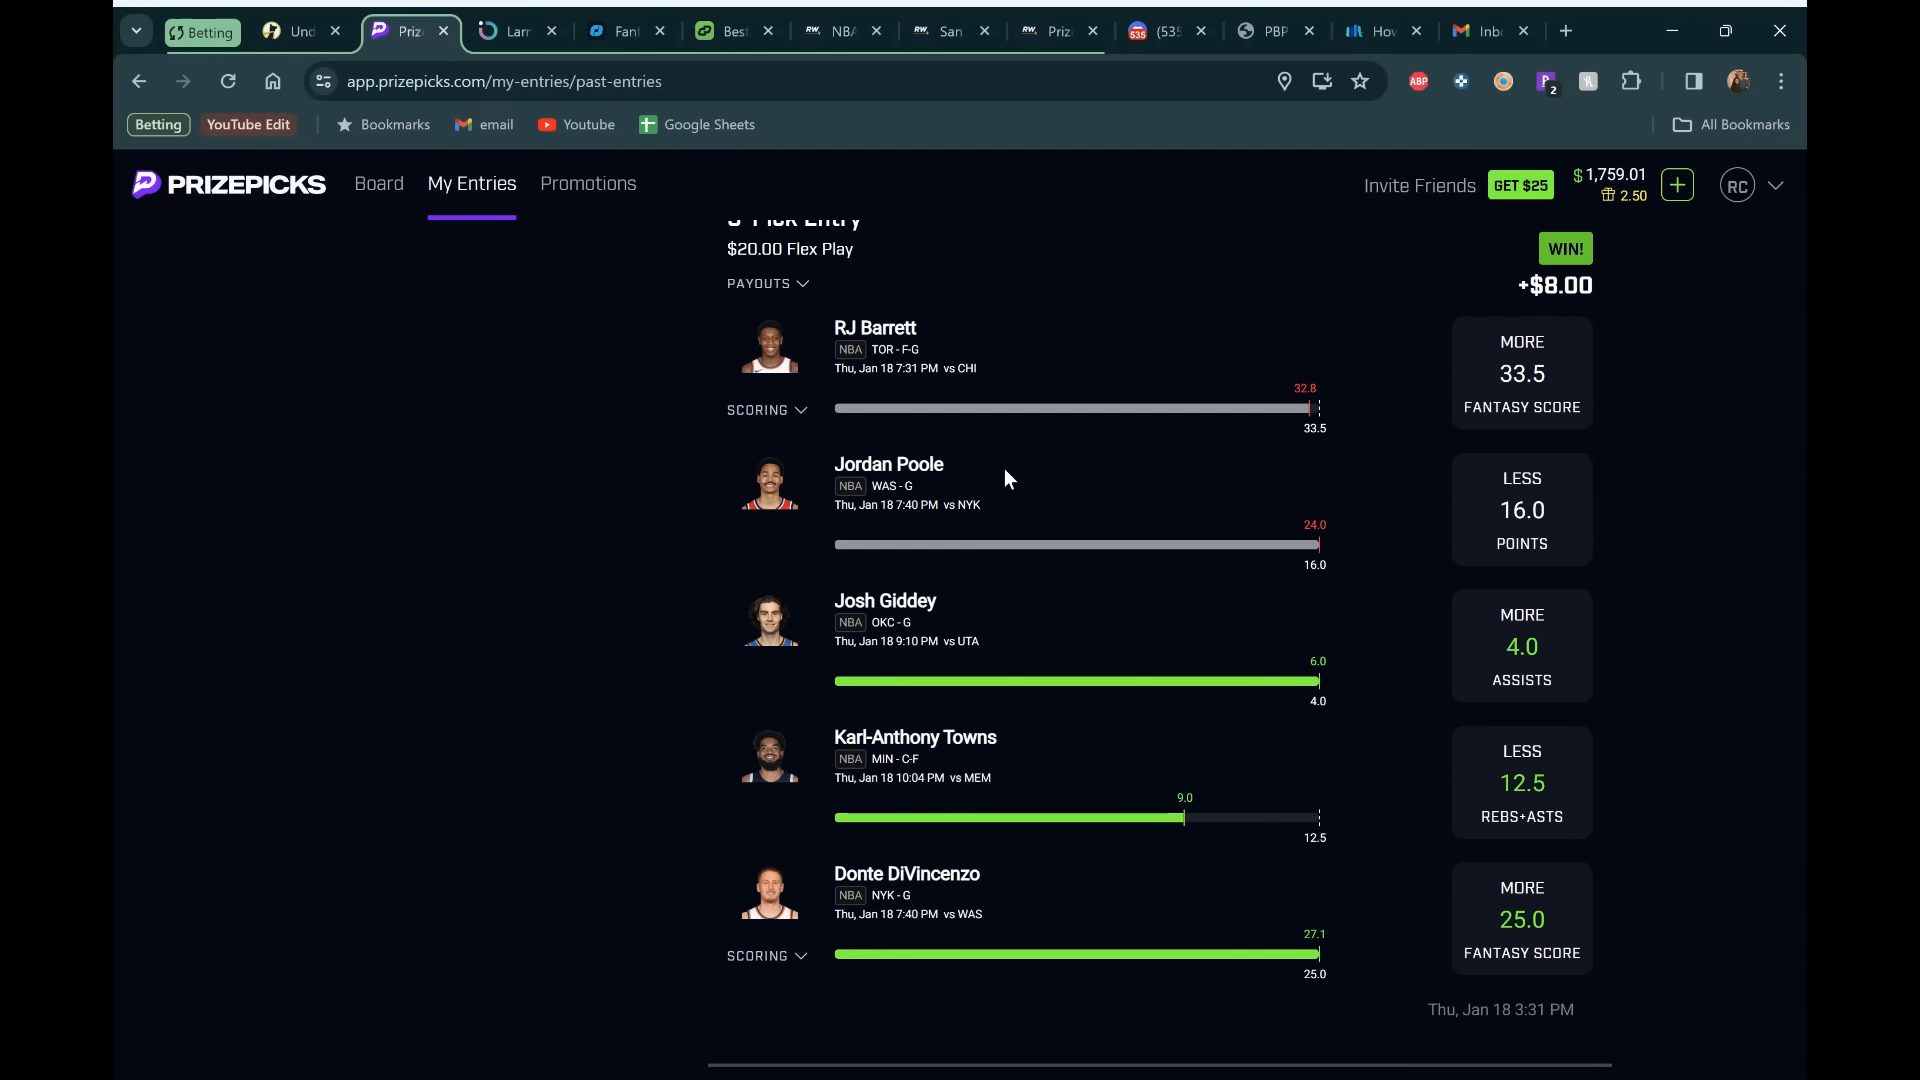 Betting
Und
Priz
Larr
Fant
Best
NBA
San
Priz
(535
PBP
How
Inbo
app.prizepicks.com/my-entries/past-entries
ABP
2
Betting
YouTube Edit
Bookmarks
email
Youtube
Google Sheets
All Bookmarks
PRIZEPICKS
Board
My Entries
Promotions
Invite Friends
GET $25
$ 1,759.01
2.50
RC
$20.00 Flex Play
PAYOUTS
WIN!
+$8.00
RJ Barrett
NBA TOR - F-G
Thu, Jan 18 7:31 PM vs CHI
SCORING
32.8
33.5
MORE
33.5
FANTASY SCORE
Jordan Poole
NBA WAS - G
Thu, Jan 18 7:40 PM vs NYK
24.0
16.0
LESS
16.0
POINTS
Josh Giddey
NBA OKC - G
Thu, Jan 18 9:10 PM vs UTA
6.0
4.0
MORE
4.0
ASSISTS
Karl-Anthony Towns
NBA MIN - C-F
Thu, Jan 18 10:04 PM vs MEM
9.0
12.5
LESS
12.5
REBS+ASTS
Donte DiVincenzo
NBA NYK - G
Thu, Jan 18 7:40 PM vs WAS
SCORING
27.1
25.0
MORE
25.0
FANTASY SCORE
Thu, Jan 18 3:31 PM